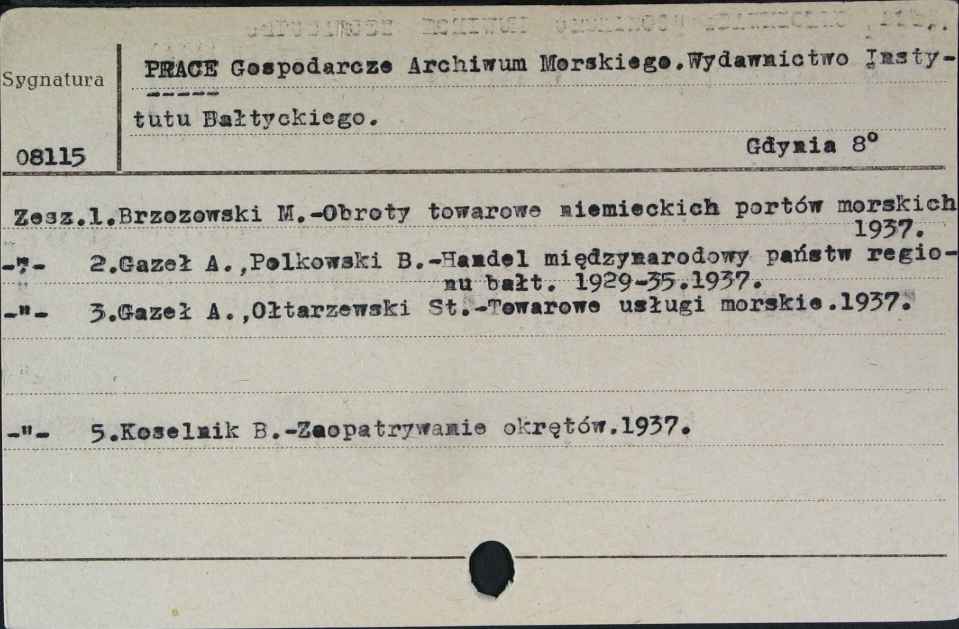 Sygnatura
PRACE Gospodarcze Archiwum Morskiego.Wydawnictwo Insty-
tutu Bałtyckiego.
08115
Gdynia 8°
Zesz.1.Brzozowski M.-Obroty towarowe niemieckich portów morskich
1937.
-"- 2.Gazeł A.,Polkowski B.-Handel międzynarodowy państw regio-
nu bałt. 1929-35.1937.
-"- 3.Gazeł A.,Ołtarzewski St.-Towarowe usługi morskie.1937.
-"- 5.Koselnik B.-Zaopatrywanie okrętów.1937.